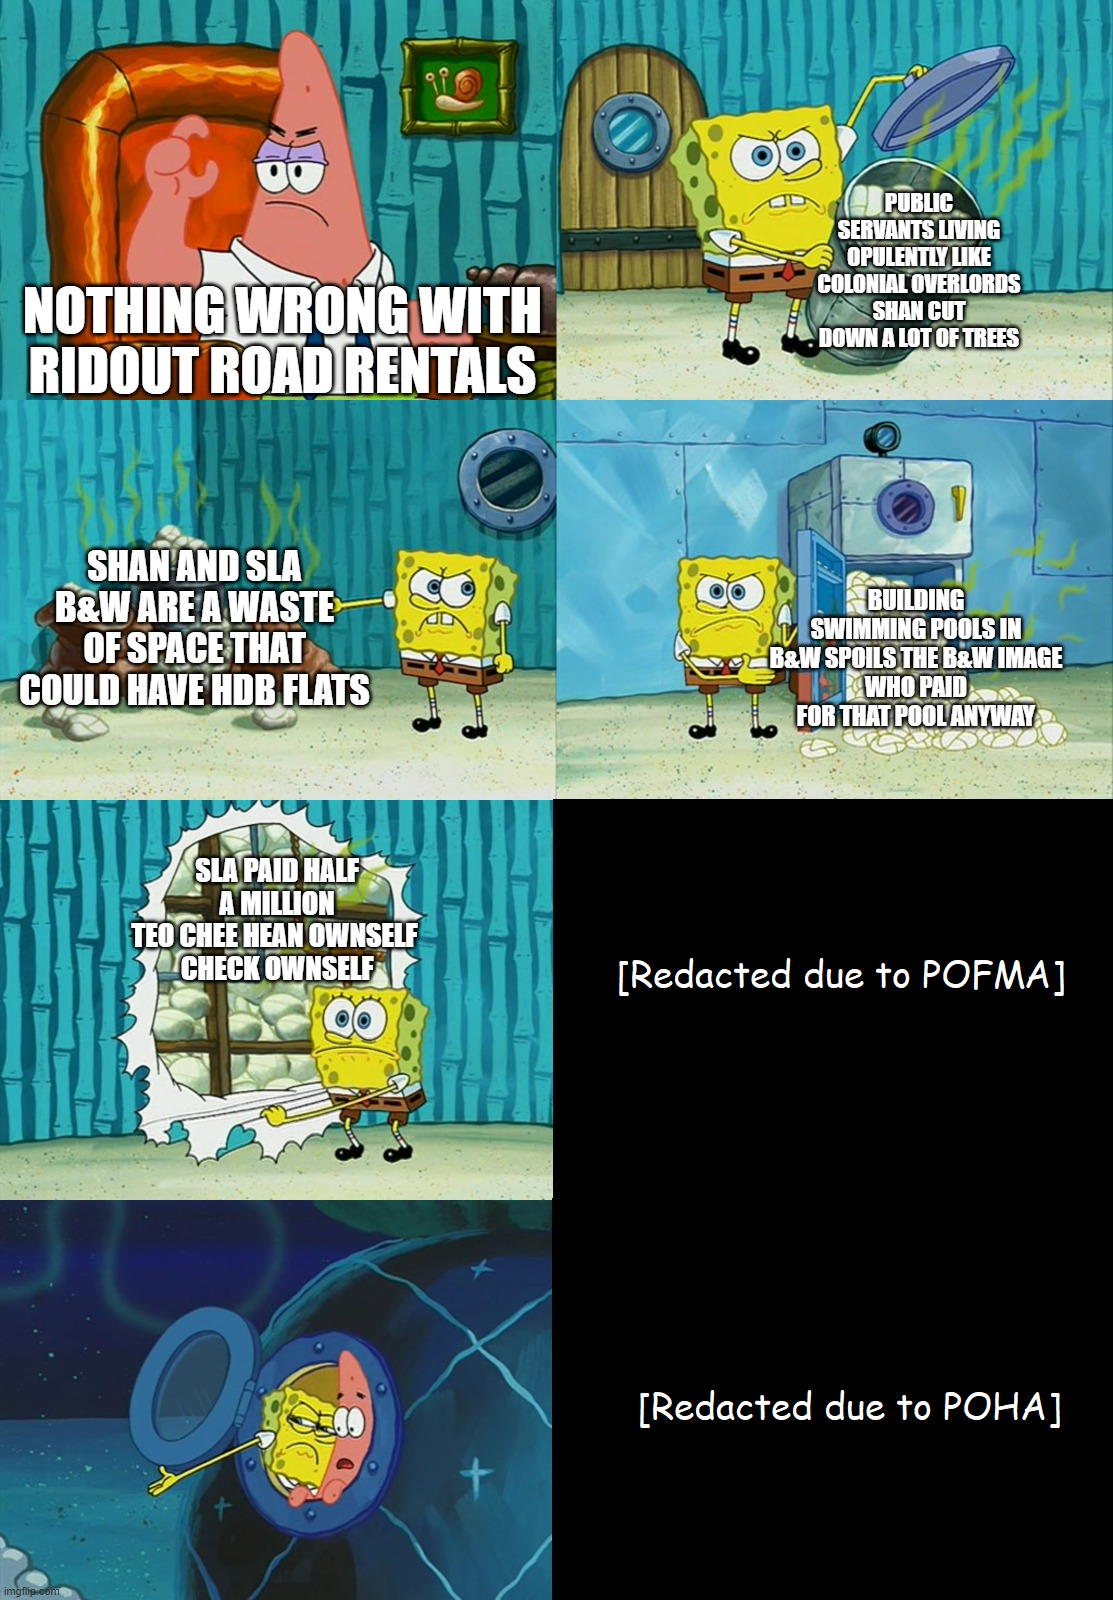 NOTHING WRONG WITH
RIDOUT ROAD RENTALS
PUBLIC
SERVANTS LIVING
OPULENTLY LIKE
COLONIAL OVERLORDS
SHAN CUT
DOWN A LOT OF TREES
SHAN AND SLA
B&W ARE A WASTE
OF SPACE THAT
COULD HAVE HDB FLATS
BUILDING
SWIMMING POOLS IN
B&W SPOILS THE B&W IMAGE
WHO PAID
FOR THAT POOL ANYWAY
SLA PAID HALF
A MILLION
TEO CHEE HEAN OWNSELF
CHECK OWNSELF
[Redacted due to POFMA]
[Redacted due to POHA]
imgflip.com